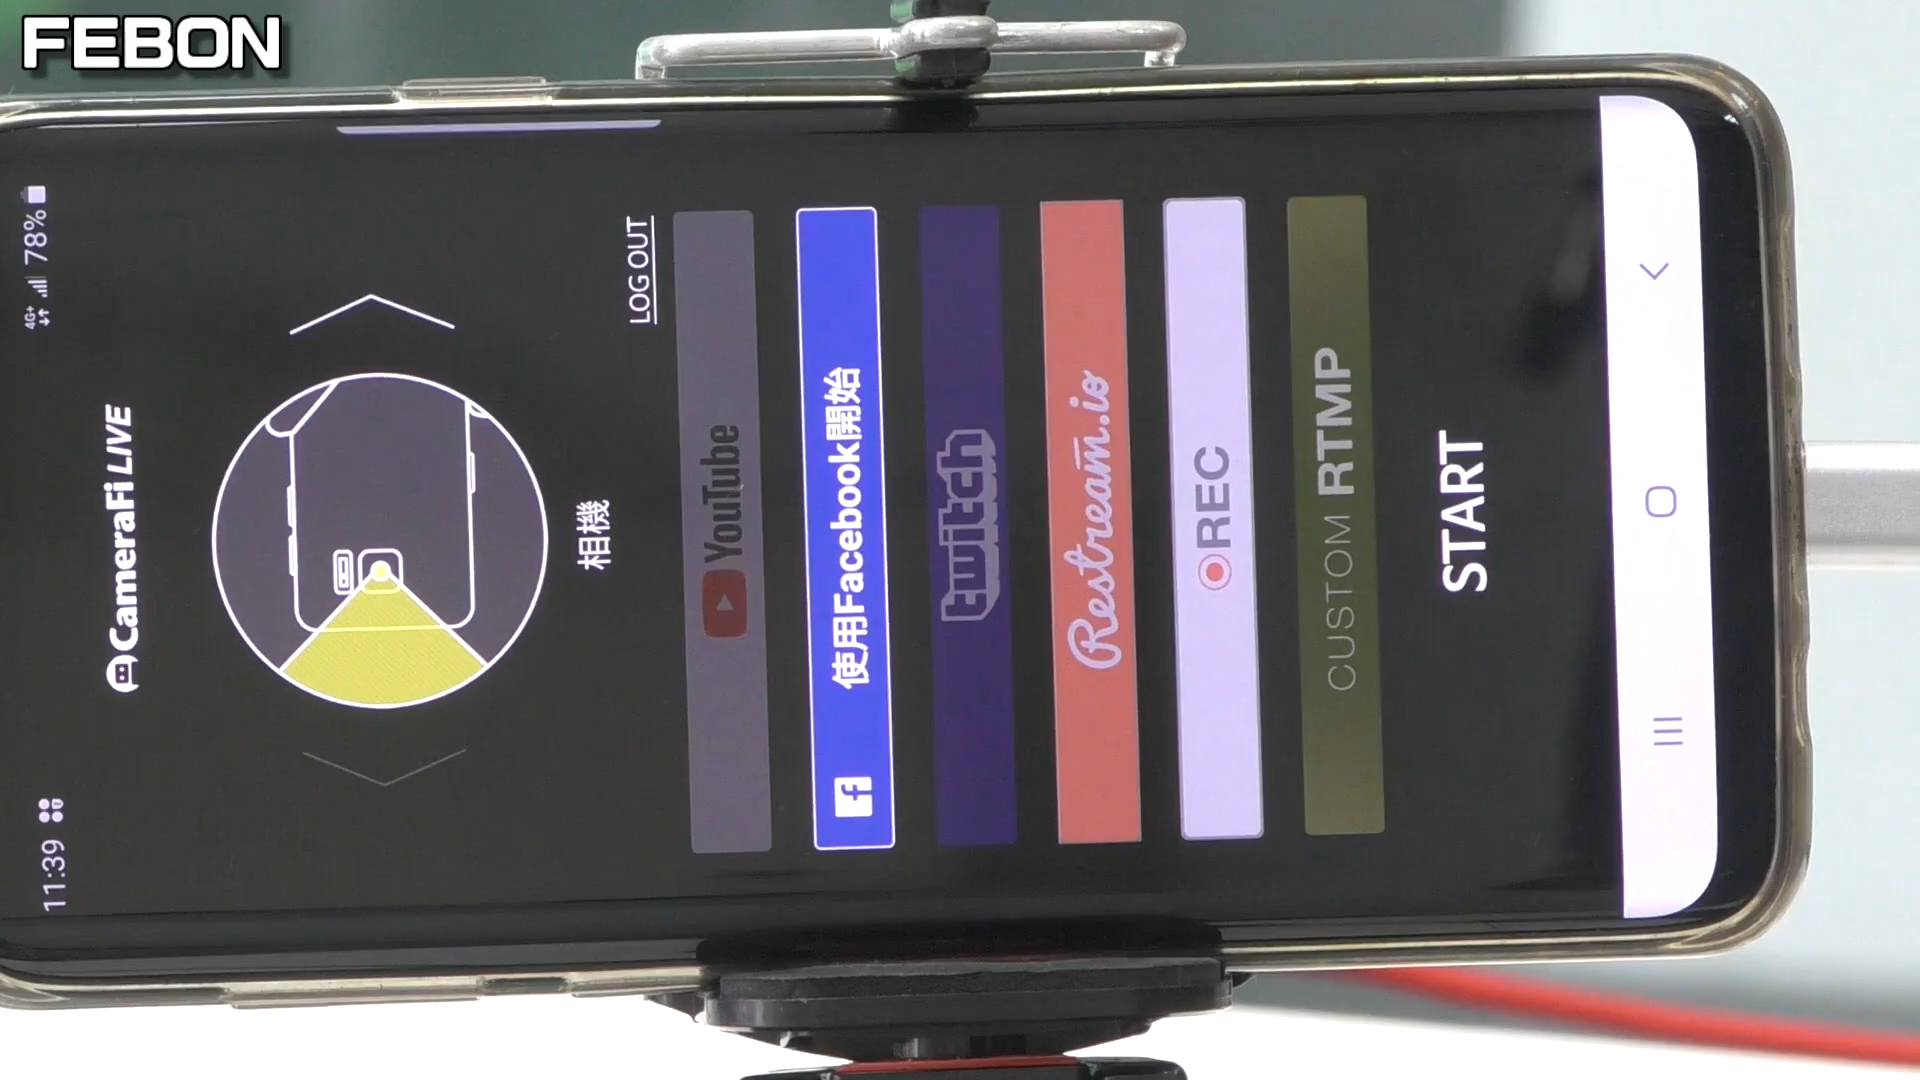 FEBON
11:39
4G+ 78%
CameraFi LIVE
相機
LOG OUT
YouTube
使用Facebook開始
twitch
Restream.io
REC
CUSTOM RTMP
START